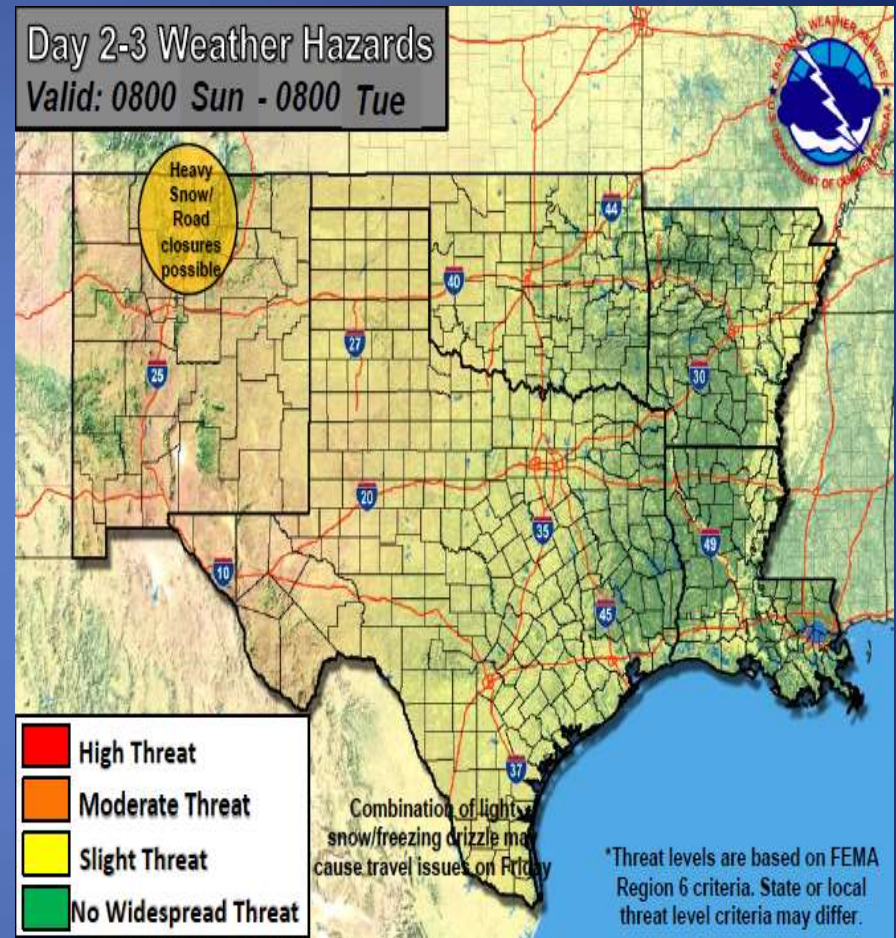 Day 2-3 Weather Hazards
Valid: 0800 Sun - 0800 Tue
NATIONAL WEATHER SERVICE
Heavy
Snow/
Road
closures
possible
44
40
27
25
30
20
35
49
10
45
37
High Threat
Moderate Threat
Slight Threat
No Widespread Threat
Combination of light
snow/freezing drizzle may
cause travel issues on Friday
*Threat levels are based on FEMA
Region 6 criteria. State or local
threat level criteria may differ.